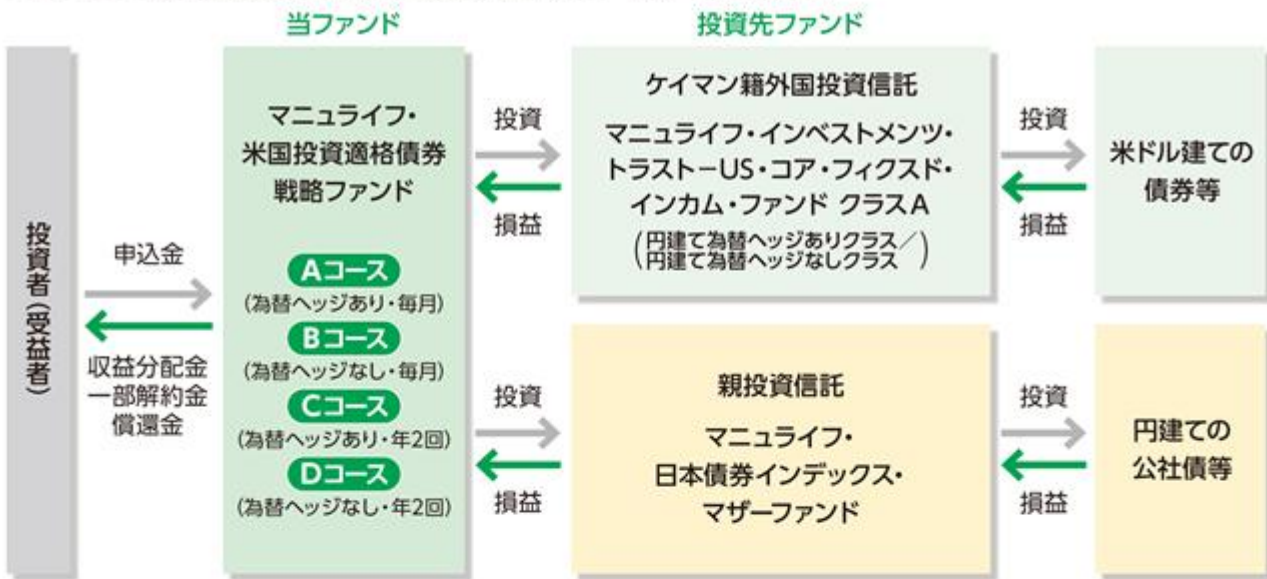 当ファンド
投資先ファンド
投資者（受益者）
申込金
収益分配金
一部解約金
償還金
マニュライフ・
米国投資適格債券
戦略ファンド
Aコース
（為替ヘッジあり・毎月）
Bコース
（為替ヘッジなし・毎月）
Cコース
（為替ヘッジあり・年2回）
Dコース
（為替ヘッジなし・年2回）
投資
損益
ケイマン籍外国投資信託
マニュライフ・インベストメンツ・
トラスト－US・コア・フィクスド・
インカム・ファンド クラスA
（円建て為替ヘッジありクラス／
円建て為替ヘッジなしクラス）
投資
損益
米ドル建ての
債券等
投資
損益
親投資信託
マニュライフ・
日本債券インデックス・
マザーファンド
投資
損益
円建ての
公社債等